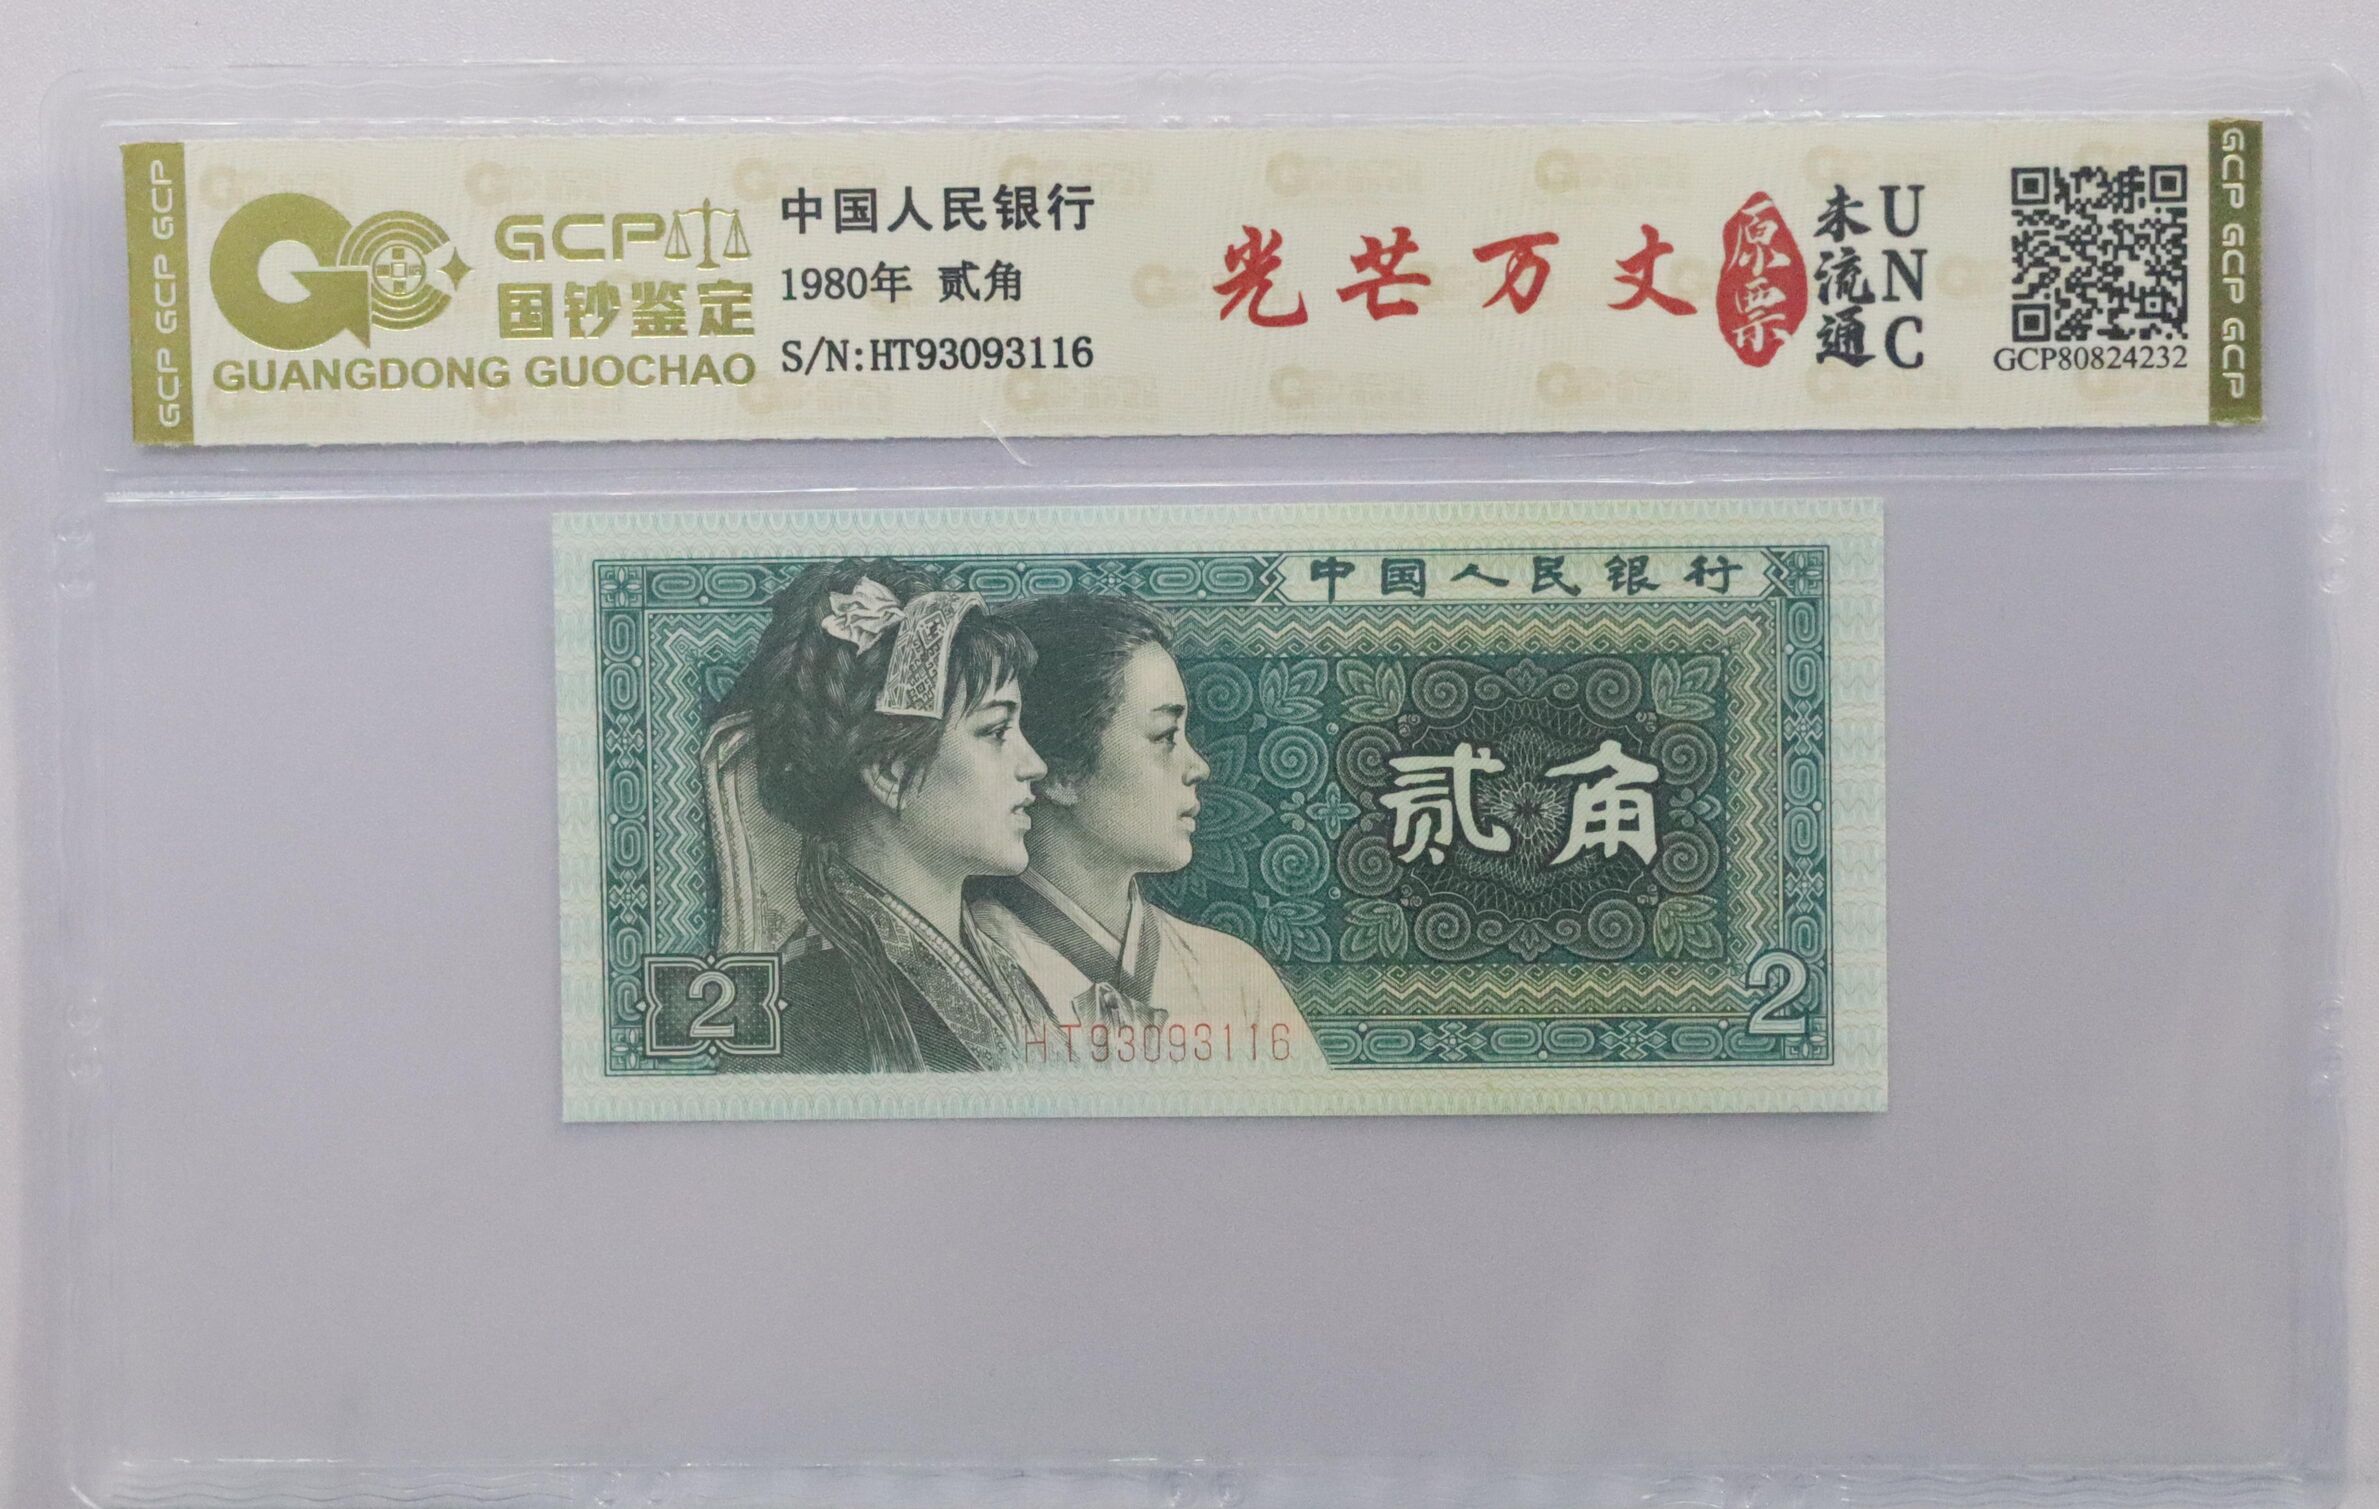 GCP GCP GCP
GCP
国钞鉴定
GUANGDONG GUOCHAO
中国人民银行
1980年 贰角
S/N:HT93093116
光芒万丈
原票
未流通
UNC
GCP80824232
GCP GCP GCP
中国人民银行
贰角
2
2
HT93093116